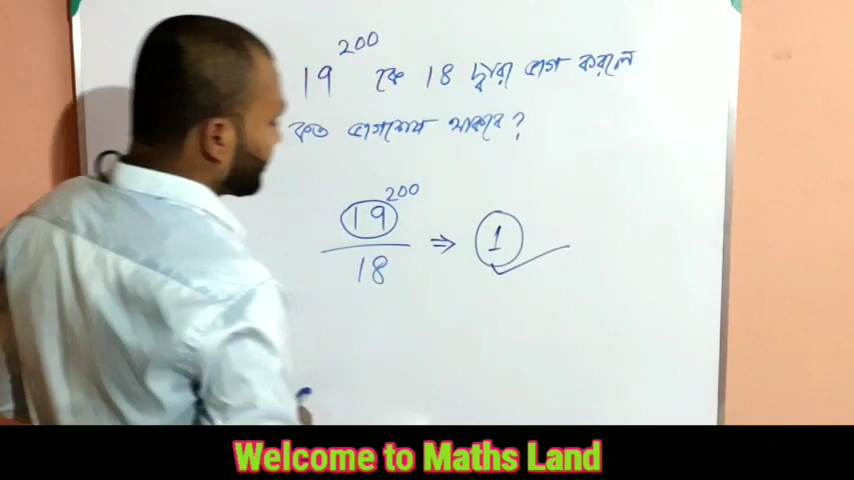 19^200 কে 18 দ্বারা ভাগ করলে
কত ভাগশেষ থাকবে?
19^200
18
⇒ 1
Welcome to Maths Land